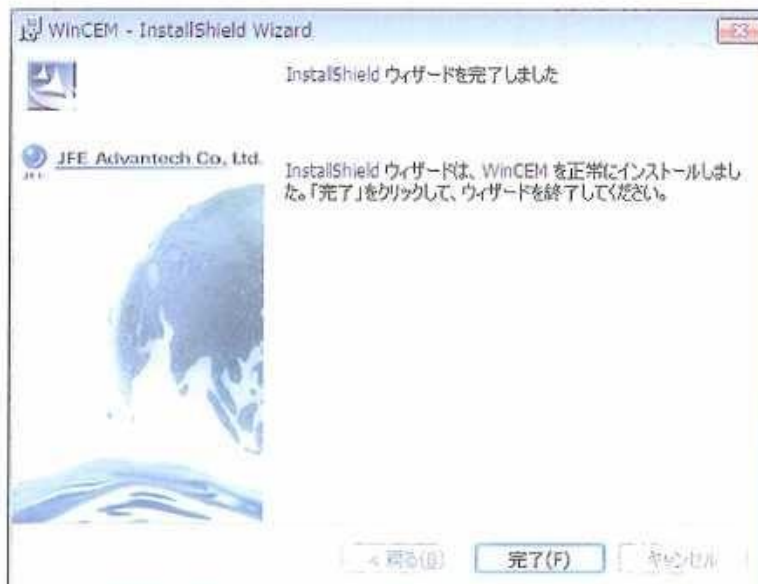 WinCEM - InstallShield Wizard
InstallShield ウィザードを完了しました
JFE Advantech Co., Ltd.
JFE
InstallShield ウィザードは、WinCEM を正常にインストールしまし
た。「完了」をクリックして、ウィザードを終了してください。
< 戻る(B)
完了(F)
キャンセル